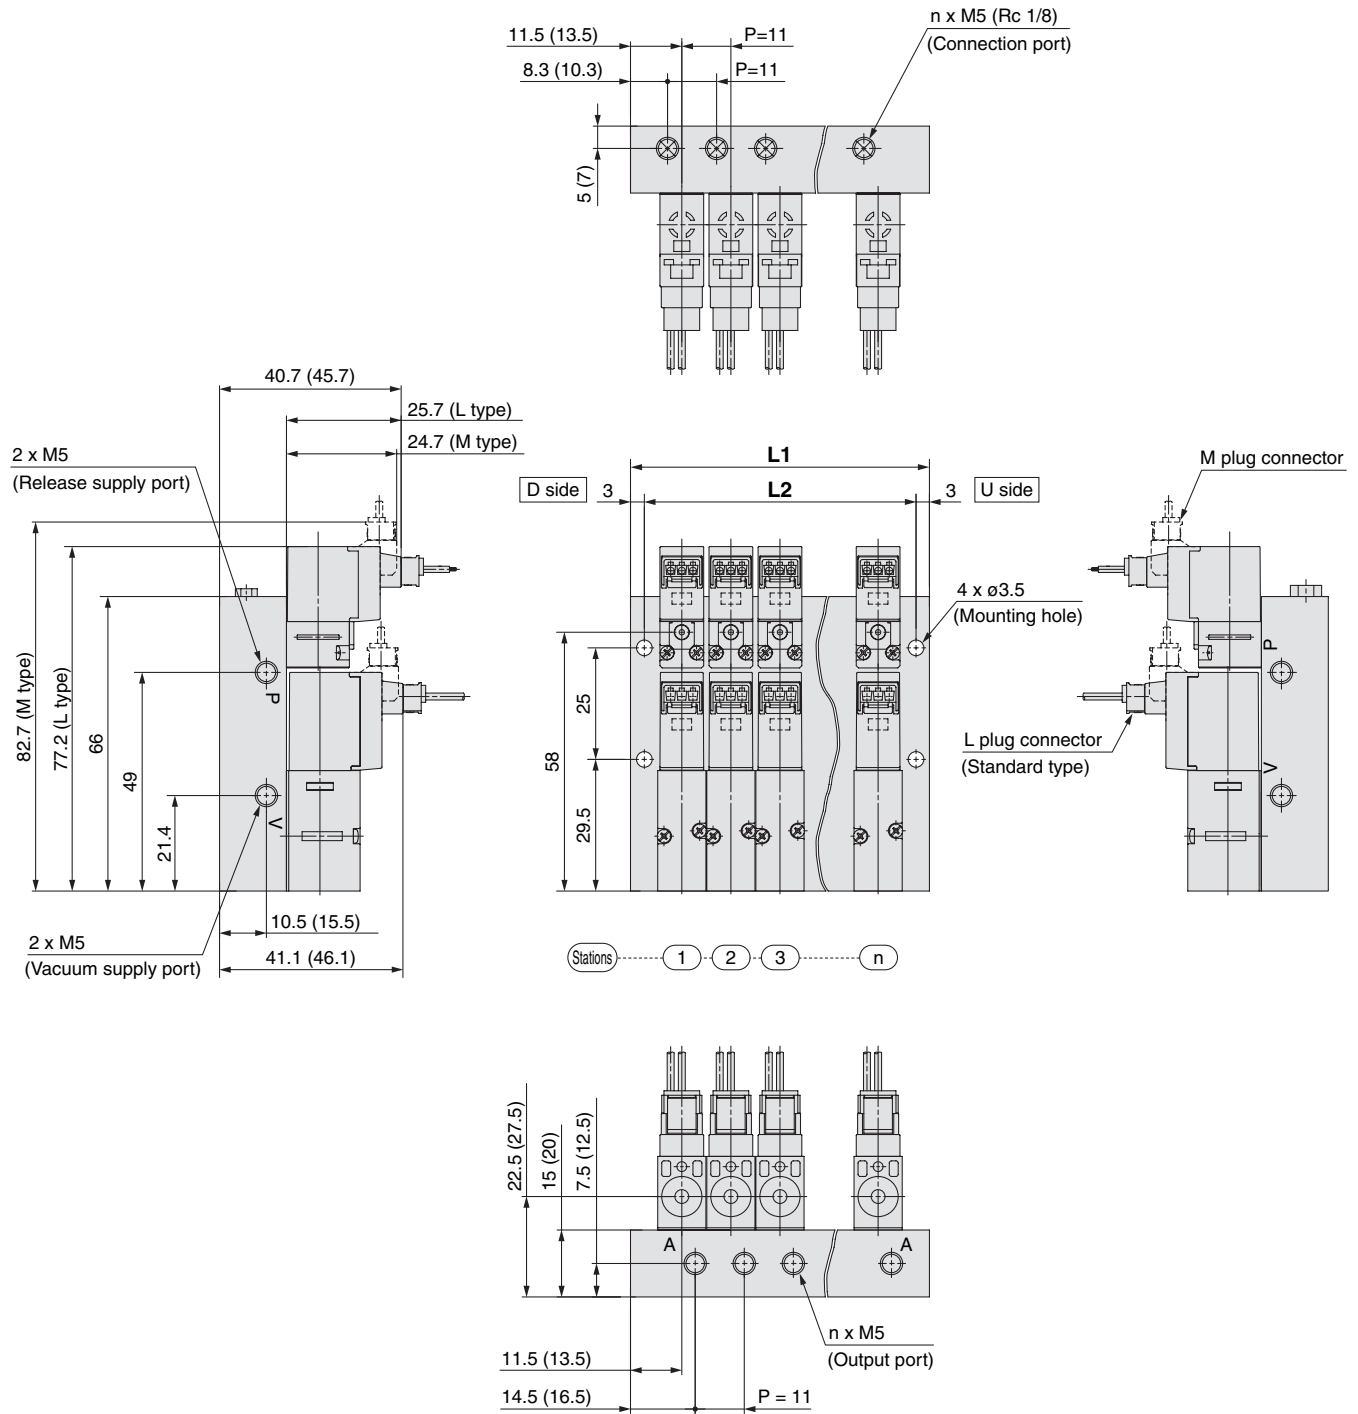 11.5 (13.5)
P=11
n x M5 (Rc 1/8)
(Connection port)
8.3 (10.3)
P=11
5 (7)
40.7 (45.7)
25.7 (L type)
24.7 (M type)
2 x M5
(Release supply port)
82.7 (M type)
77.2 (L type)
66
49
21.4
P
V
10.5 (15.5)
41.1 (46.1)
2 x M5
(Vacuum supply port)
L1
D side
3
L2
3
U side
4 x ø3.5
(Mounting hole)
58
25
29.5
Stations
1
2
3
n
M plug connector
P
V
L plug connector
(Standard type)
22.5 (27.5)
15 (20)
7.5 (12.5)
A
A
n x M5
(Output port)
11.5 (13.5)
14.5 (16.5)
P = 11